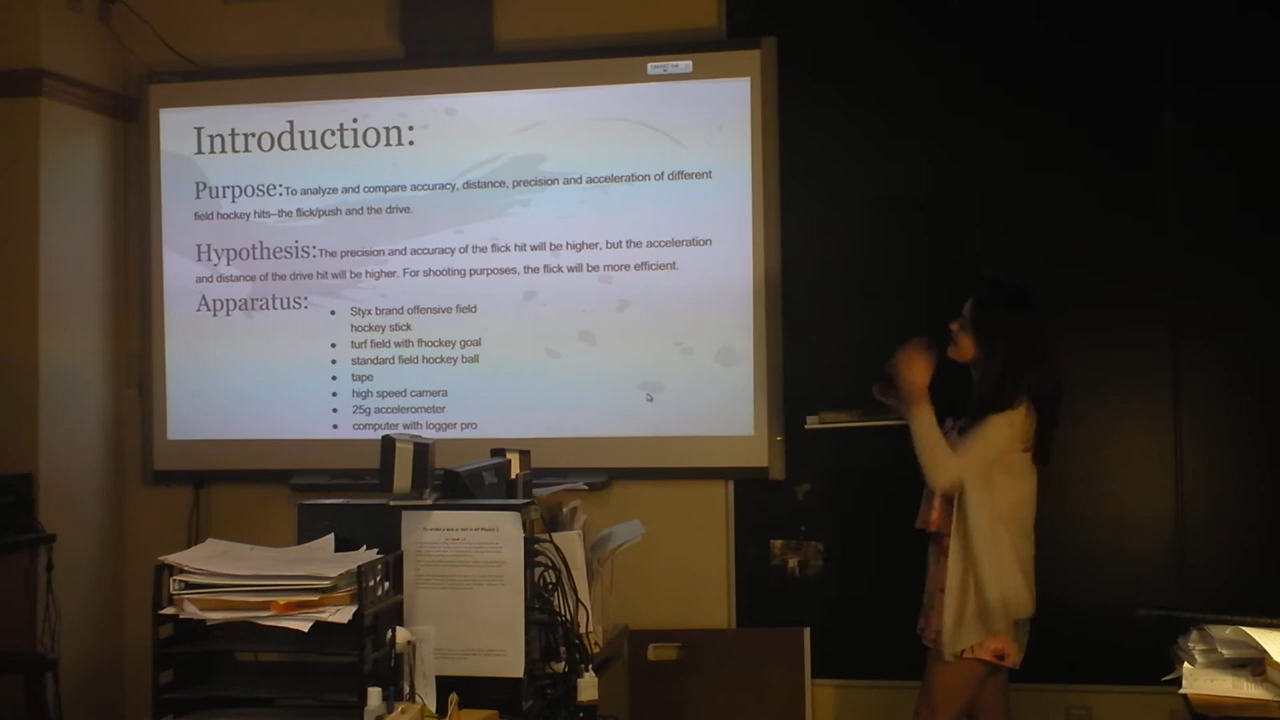 Introduction:
Purpose:To analyze and compare accuracy, distance, precision and acceleration of different
field hockey hits–the flick/push and the drive.
Hypothesis:The precision and accuracy of the flick hit will be higher, but the acceleration
and distance of the drive hit will be higher. For shooting purposes, the flick will be more efficient.
Apparatus:
● Styx brand offensive field
hockey stick
● turf field with fhockey goal
● standard field hockey ball
● tape
● high speed camera
● 25g accelerometer
● computer with logger pro